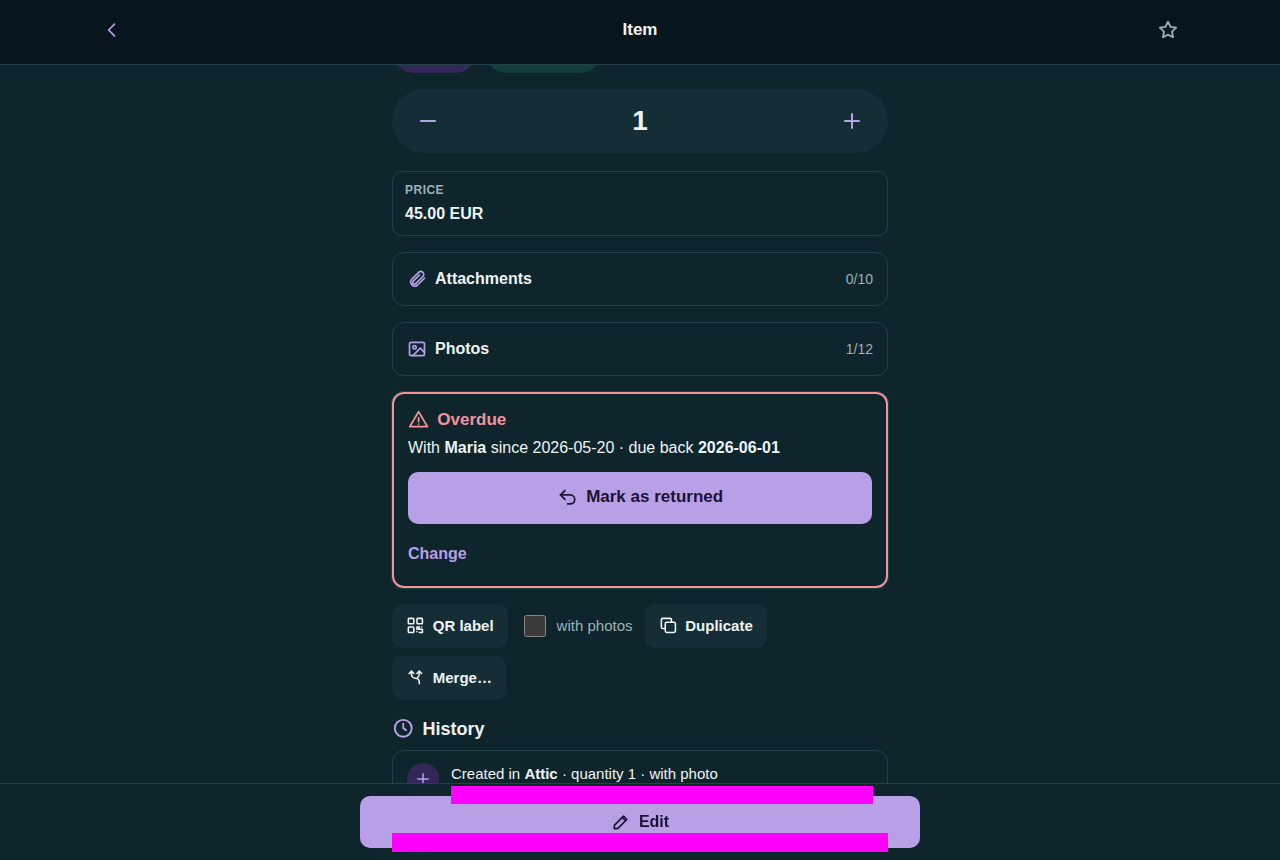 Item
1
PRICE
45.00 EUR
Attachments 0/10
Photos 1/12
Overdue
With Maria since 2026-05-20 · due back 2026-06-01
Mark as returned
Change
QR label with photos Duplicate
Merge…
History
Created in Attic · quantity 1 · with photo
Edit